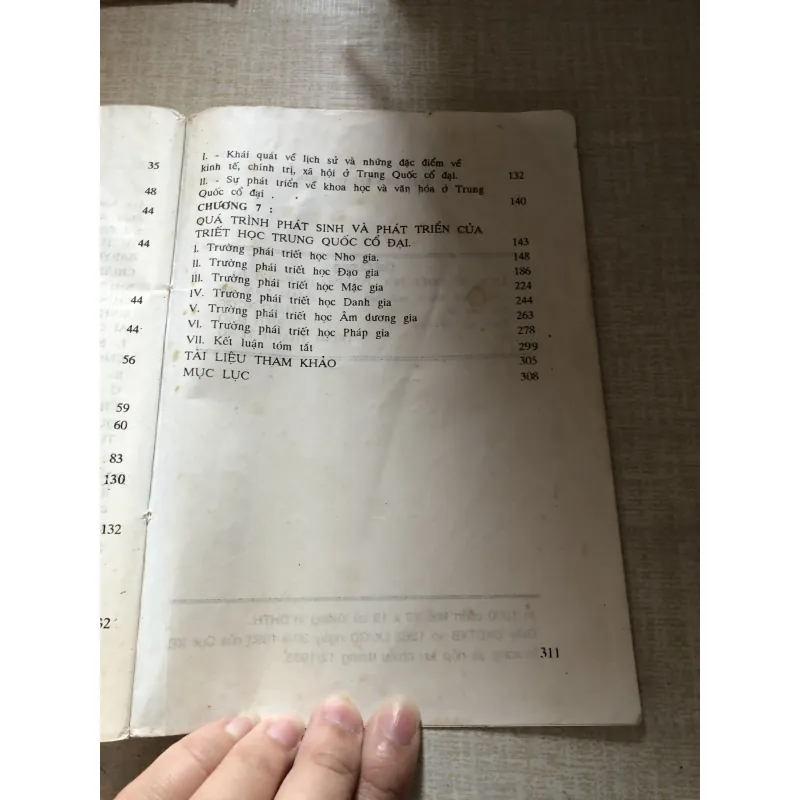 35
48
44
44
44
44
56
59
60
83
130
132
I. - Khái quát về lịch sử và những đặc điểm về
kinh tế, chính trị, xã hội ở Trung Quốc cổ đại. 132
II. - Sự phát triển về khoa học và văn hóa ở Trung
Quốc cổ đại . . 140
CHƯƠNG 7 :
QUÁ TRÌNH PHÁT SINH VÀ PHÁT TRIỂN CỦA
TRIẾT HỌC TRUNG QUỐC CỔ ĐẠI. 143
I. Trường phái triết học Nho gia. 148
II. Trường phái triết học Đạo gia 186
III. Trường phái triết học Mặc gia 224
IV. Trường phái triết học Danh gia 244
V. Trường phái triết học Âm dương gia 263
VI. Trường phái triết học Pháp gia 278
VII. Kết luận tóm tắt 299
TÀI LIỆU THAM KHẢO 305
MỤC LỤC 308
311